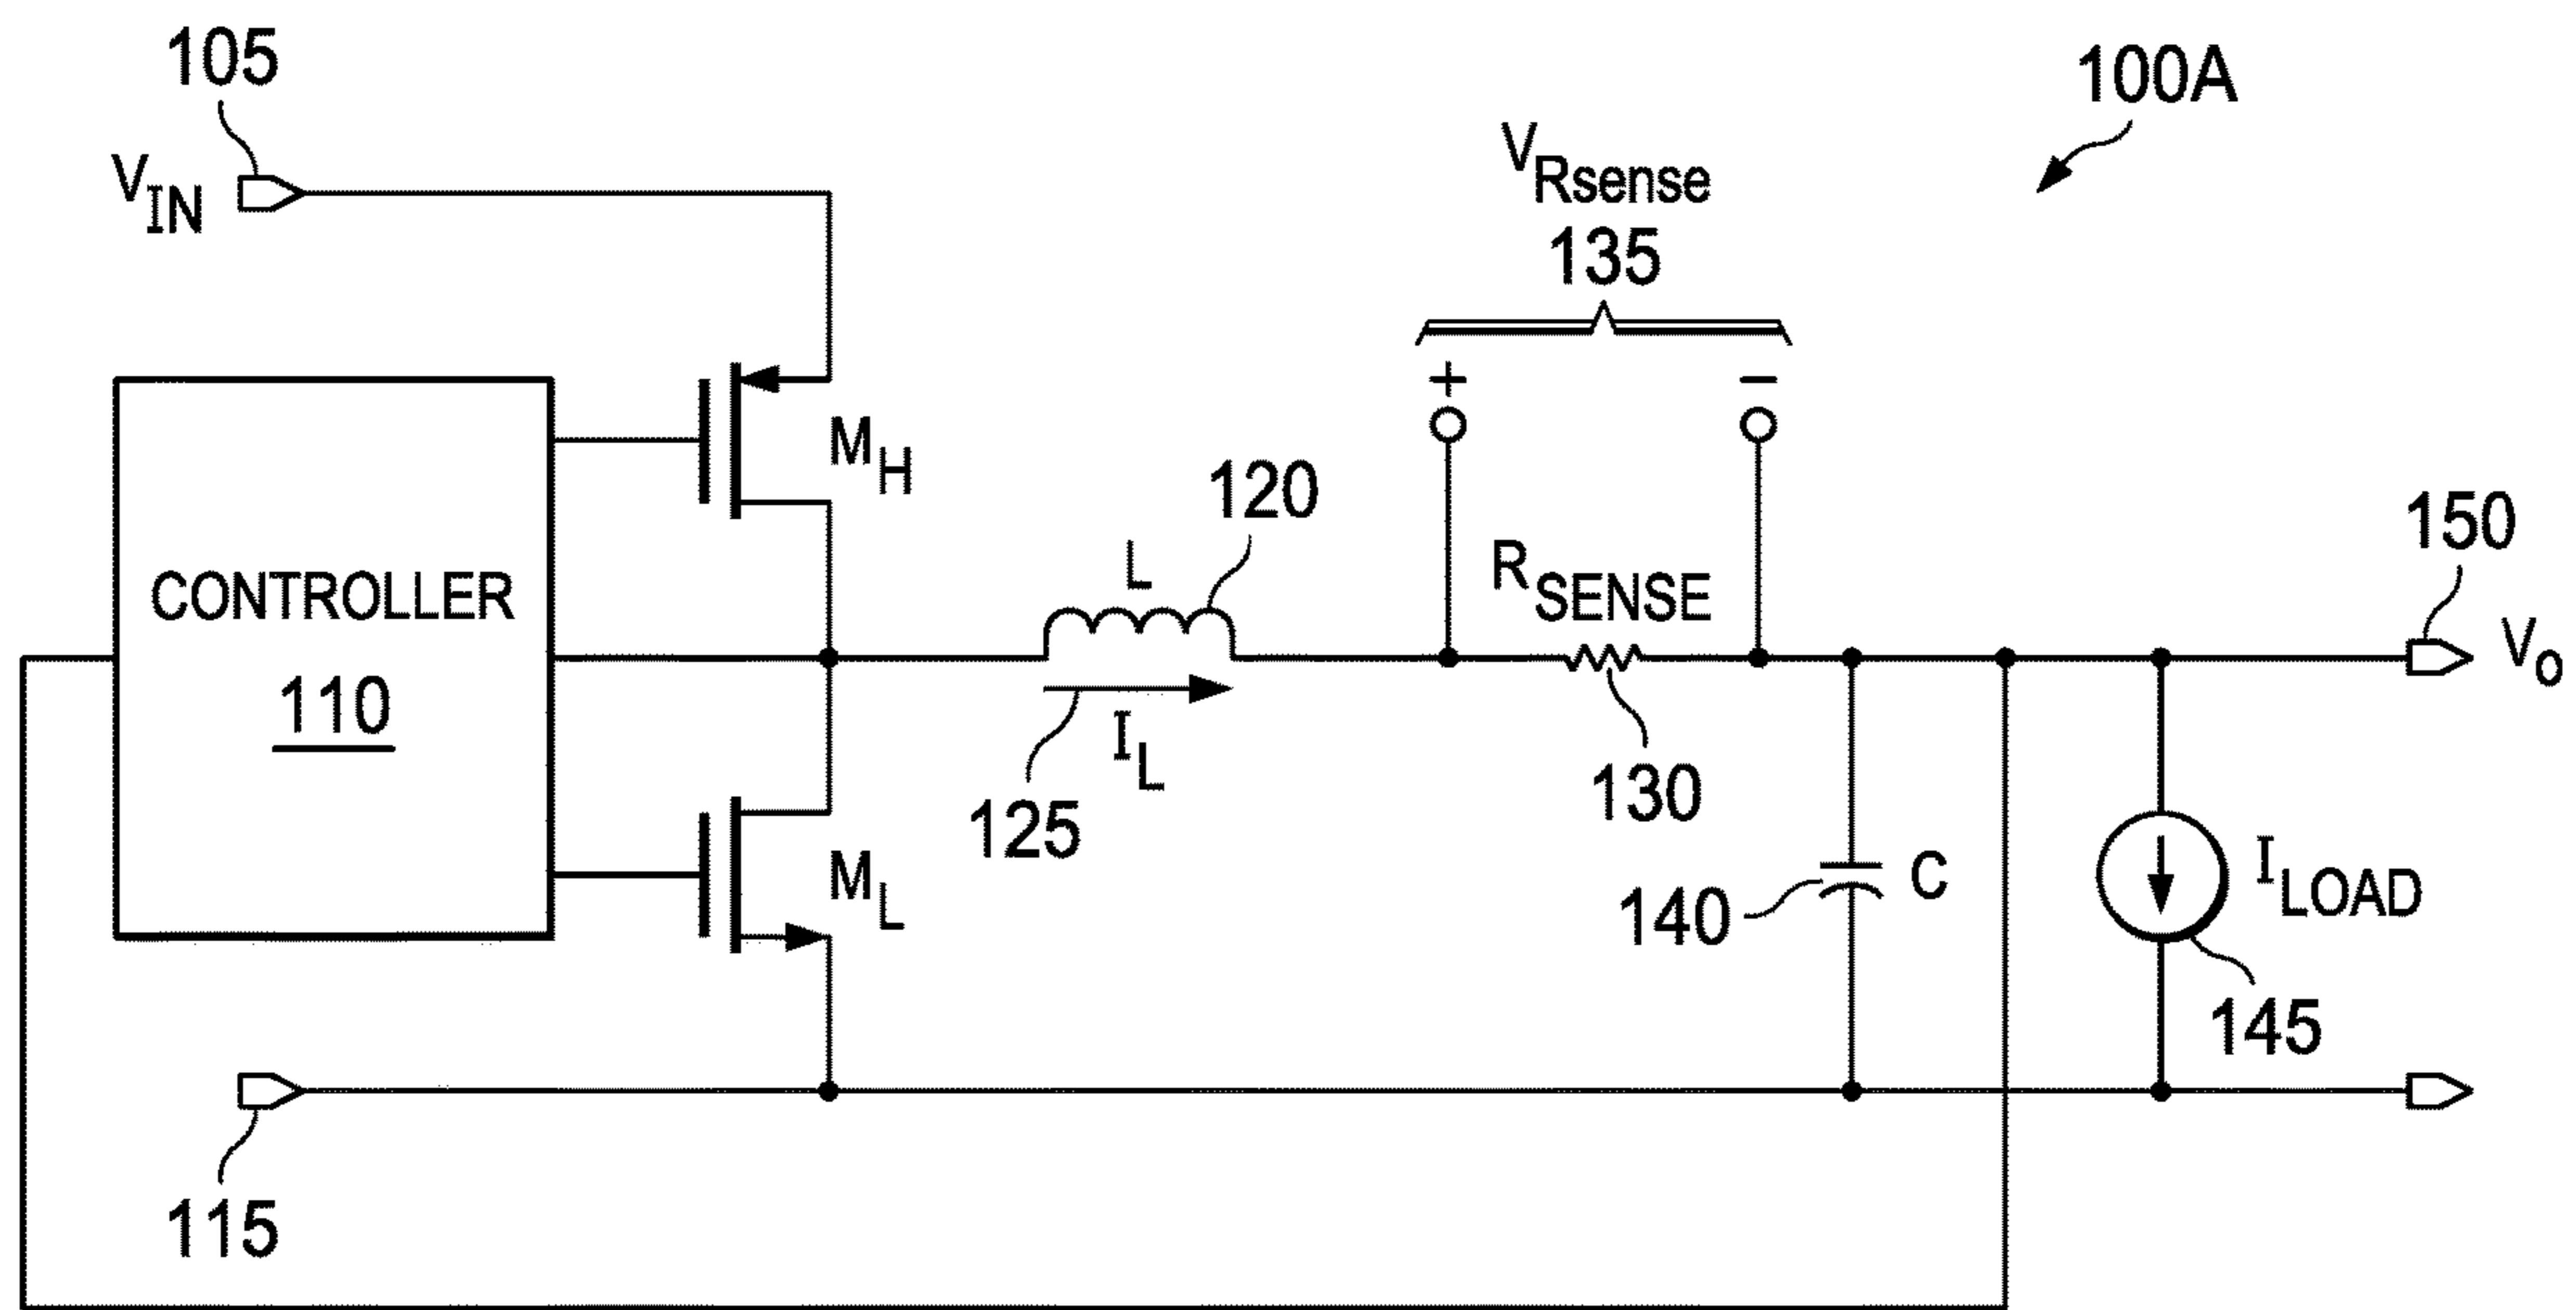 105
100A
VIN
VRsense
135
+ −
MH
120
150
L
RSENSE
CONTROLLER
110
VO
IL
125
130
ML
140
C
ILOAD
145
115